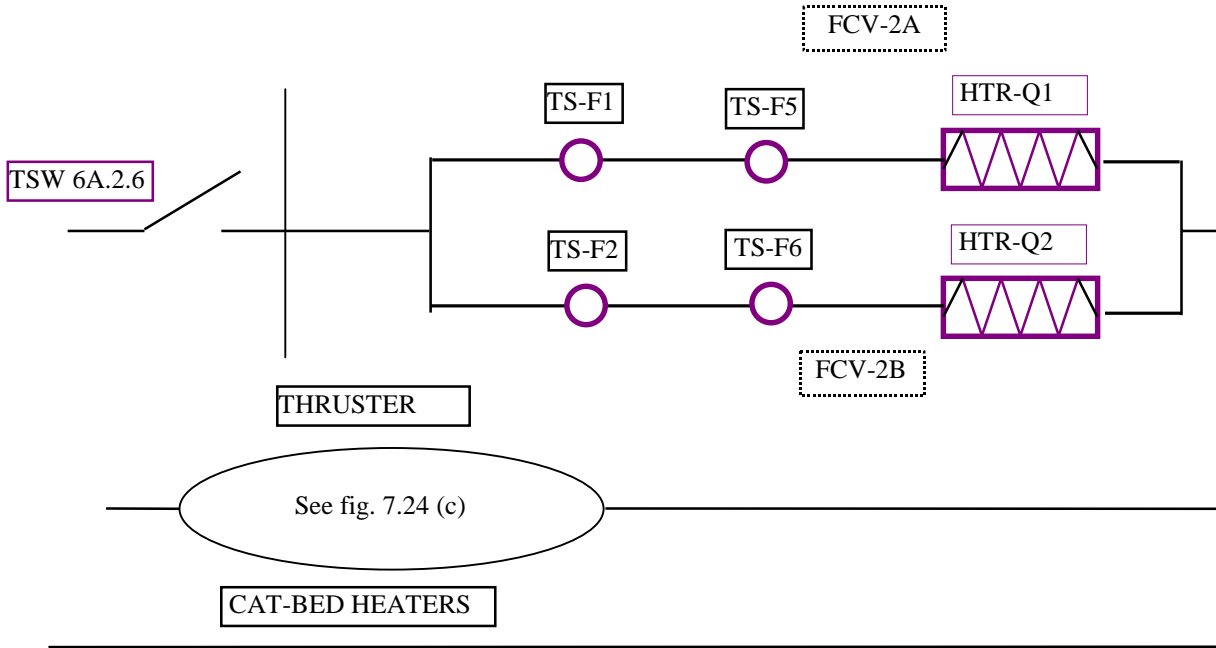 FCV-2A
TS-F1
TS-F5
HTR-Q1
TSW 6A.2.6
TS-F2
TS-F6
HTR-Q2
FCV-2B
THRUSTER
See fig. 7.24 (c)
CAT-BED HEATERS